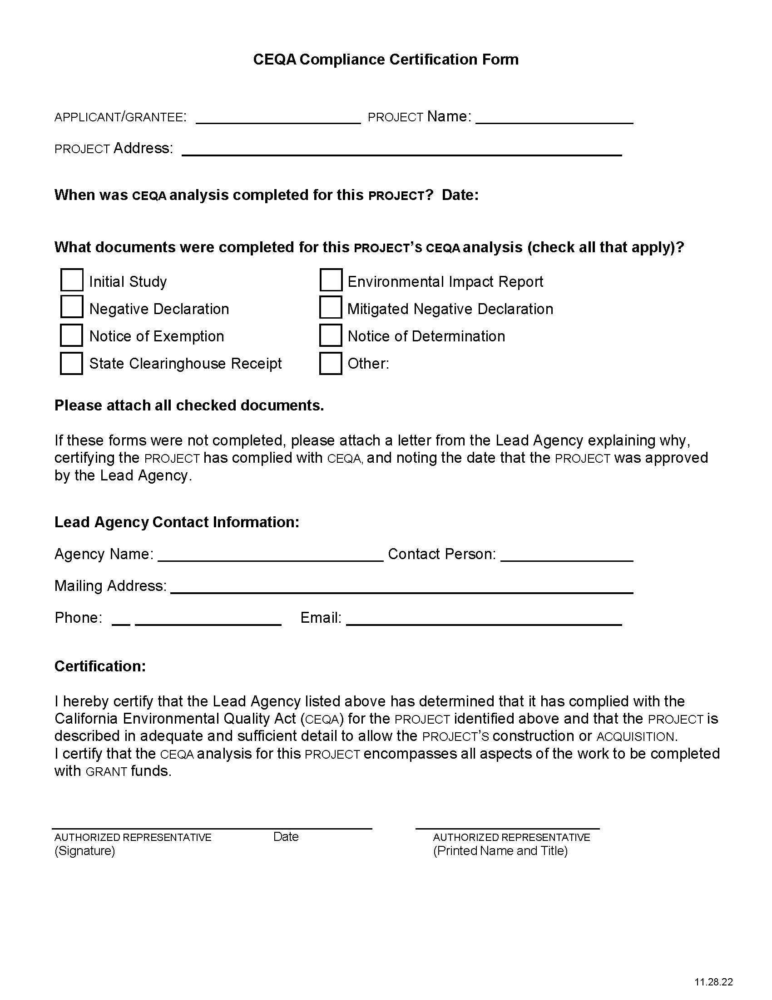 CEQA Compliance Certification Form
APPLICANT/GRANTEE: PROJECT Name:
PROJECT Address:
When was CEQA analysis completed for this PROJECT? Date:
What documents were completed for this PROJECT'S CEQA analysis (check all that apply)?
Initial Study Environmental Impact Report
Negative Declaration Mitigated Negative Declaration
Notice of Exemption Notice of Determination
State Clearinghouse Receipt Other:
Please attach all checked documents.
If these forms were not completed, please attach a letter from the Lead Agency explaining why,
certifying the PROJECT has complied with CEQA, and noting the date that the PROJECT was approved
by the Lead Agency.
Lead Agency Contact Information:
Agency Name: Contact Person:
Mailing Address:
Phone: Email:
Certification:
I hereby certify that the Lead Agency listed above has determined that it has complied with the
California Environmental Quality Act (CEQA) for the PROJECT identified above and that the PROJECT is
described in adequate and sufficient detail to allow the PROJECT'S construction or ACQUISITION.
I certify that the CEQA analysis for this PROJECT encompasses all aspects of the work to be completed
with GRANT funds.
AUTHORIZED REPRESENTATIVE Date AUTHORIZED REPRESENTATIVE
(Signature) (Printed Name and Title)
11.28.22